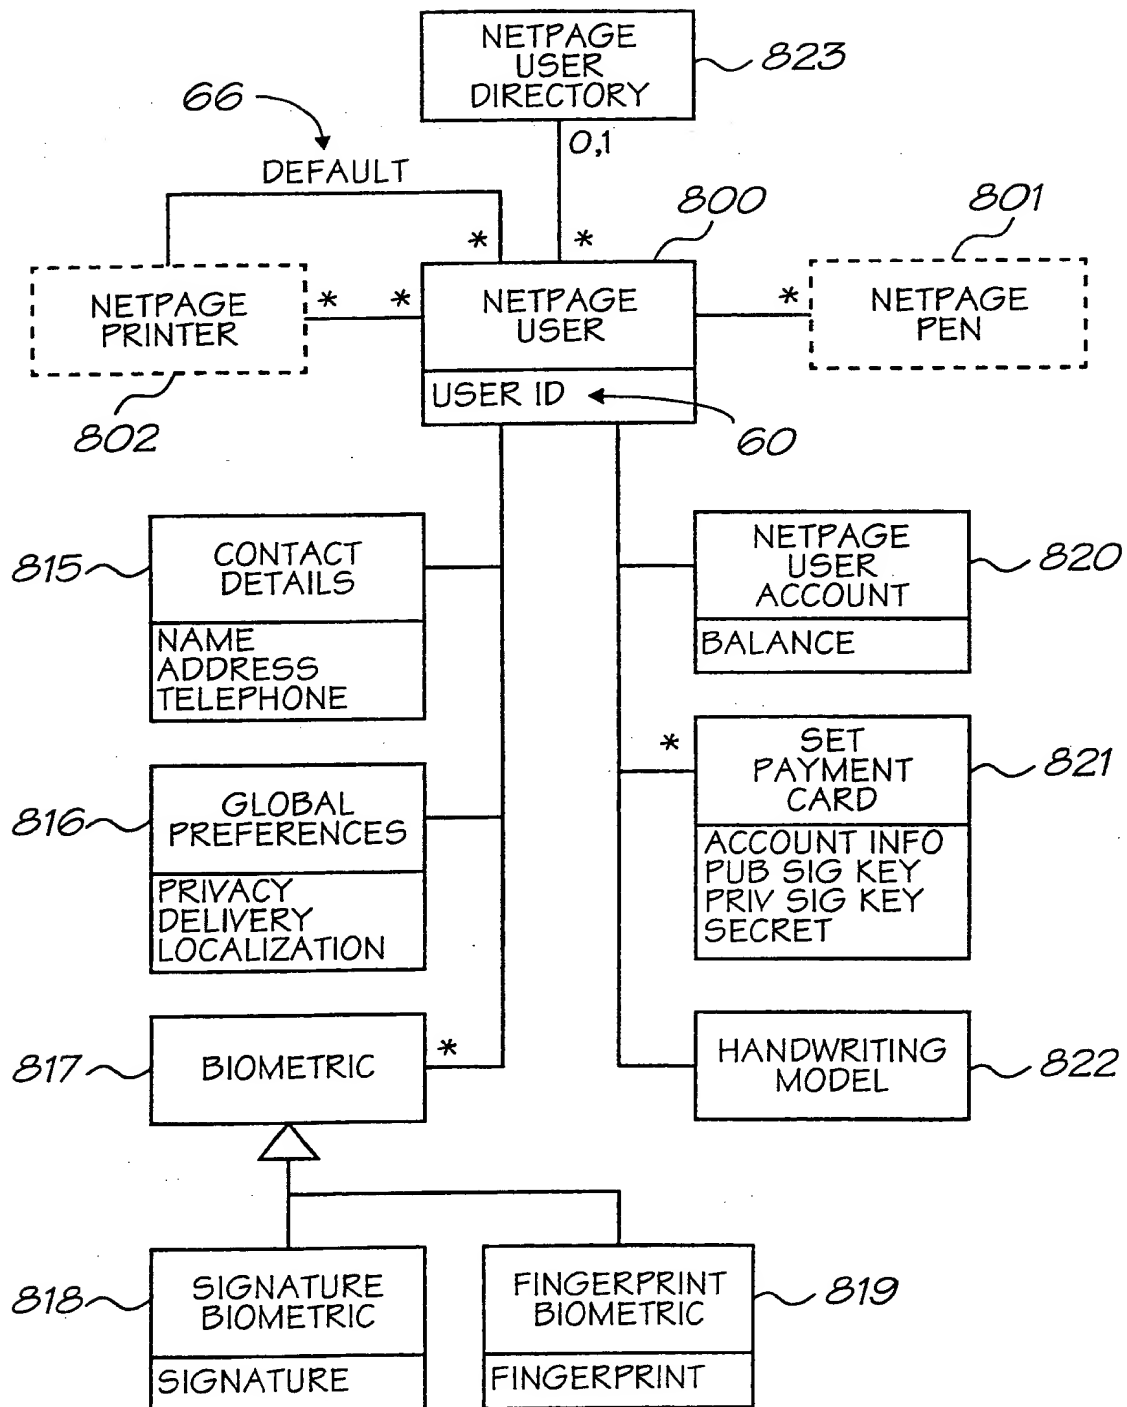 NETPAGE
USER
DIRECTORY
823
66
0,1
DEFAULT
800
801
*
*
NETPAGE
PRINTER
*
*
NETPAGE
USER
*
NETPAGE
PEN
802
USER ID
60
815
CONTACT
DETAILS
NAME
ADDRESS
TELEPHONE
NETPAGE
USER
ACCOUNT
820
BALANCE
816
GLOBAL
PREFERENCES
PRIVACY
DELIVERY
LOCALIZATION
*
SET
PAYMENT
CARD
821
ACCOUNT INFO
PUB SIG KEY
PRIV SIG KEY
SECRET
817
BIOMETRIC
*
HANDWRITING
MODEL
822
818
SIGNATURE
BIOMETRIC
SIGNATURE
FINGERPRINT
BIOMETRIC
819
FINGERPRINT